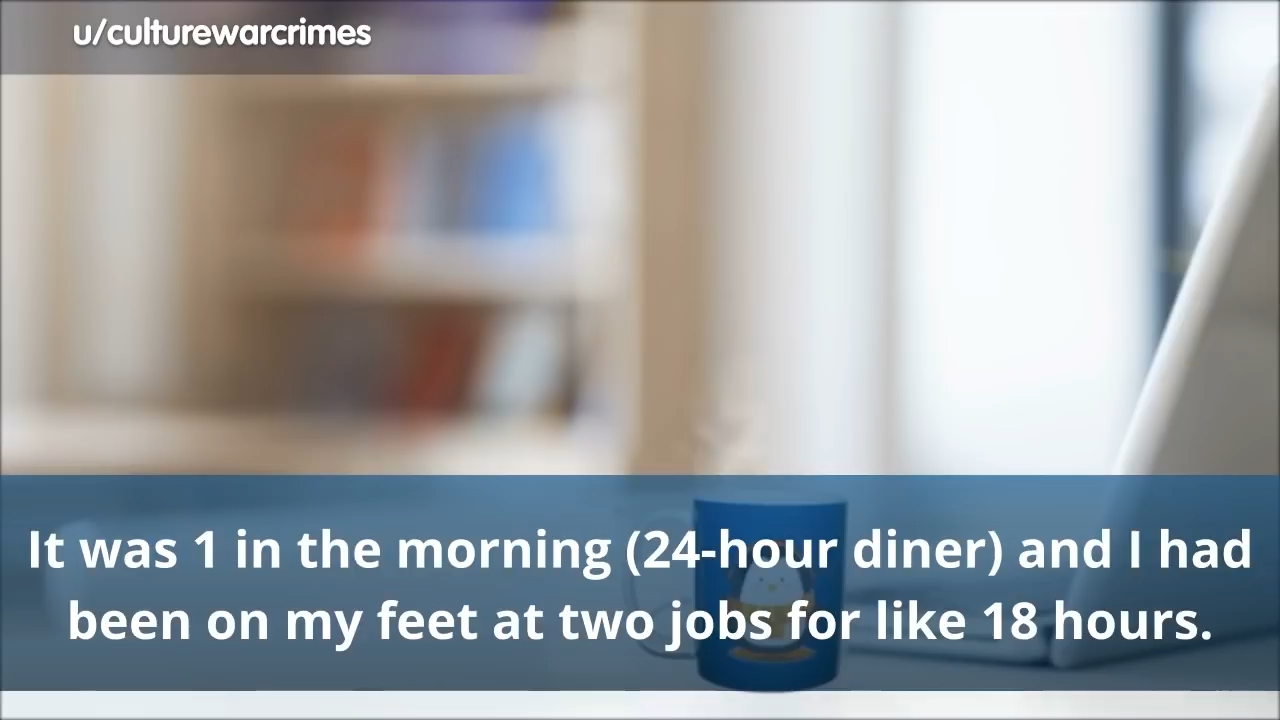 u/culturewarcrimes
It was 1 in the morning (24-hour diner) and I had
been on my feet at two jobs for like 18 hours.